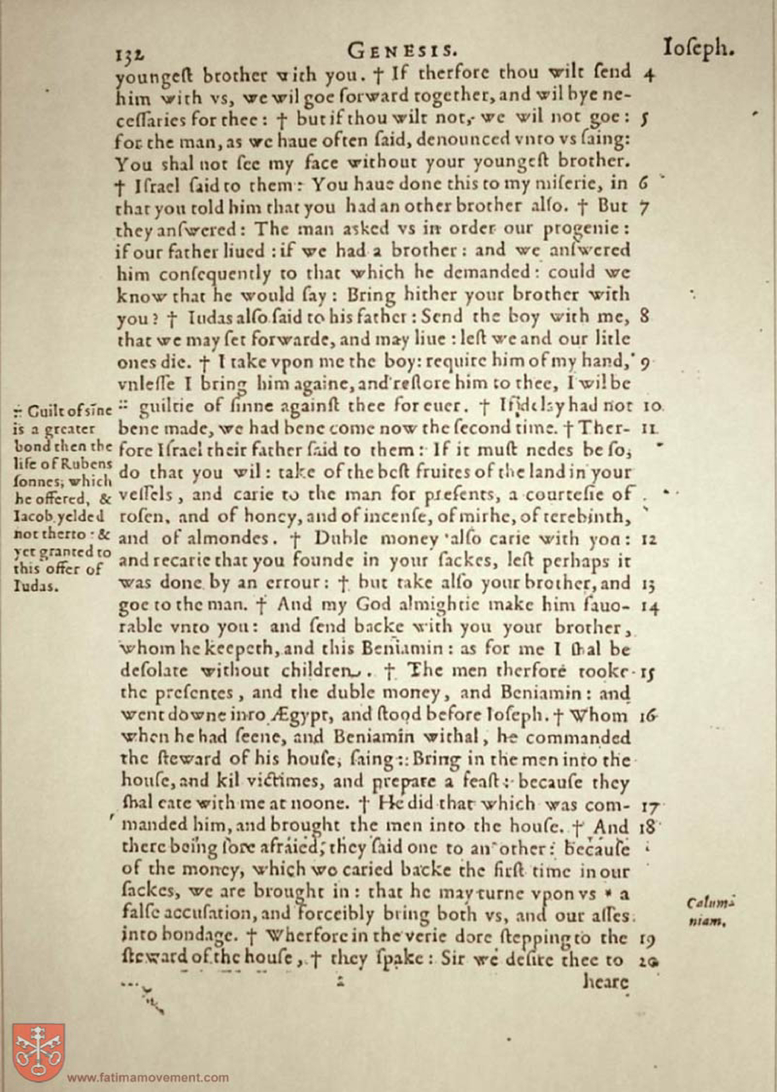 132 GENESIS. Ioſeph.
youngeſt brother with you. † If therfore thou wilt ſend 4
him with vs, we wil goe forward together, and wil bye ne-
ceſſaries for thee: † but if thou wilt not, we wil not goe: 5
for the man, as we haue often ſaid, denounced vnto vs ſaing:
You shal not ſee my face without your youngeſt brother.
† Iſrael ſaid to them: You haue done this to my miſerie, in 6
that you told him that you had an other brother alſo. † But 7
they anſwered: The man asked vs in order our progenie:
if our father liued: if we had a brother: and we anſwered
him conſequently to that which he demanded: could we
know that he would ſay: Bring hither your brother with
you? † Iudas alſo ſaid to his father: Send the boy with me, 8
that we may ſet forwarde, and may liue: leſt we and our litle
ones die. † I take vpon me the boy: require him of my hand, 9
vnleſſe I bring him againe, and reſtore him to thee, I wil be
:: guiltie of ſinne againſt thee for euer. † If delay had not 10
bene made, we had bene come now the ſecond time. † Ther- 11
fore Iſrael their father ſaid to them: If it muſt nedes be ſo,
do that you wil: take of the beſt fruites of the land in your
veſſels, and carie to the man for preſents, a courteſie of
roſen, and of honey, and of incenſe, of mirhe, of terebinth,
and of almondes. † Duble money alſo carie with you: 12
and recarie that you founde in your ſackes, leſt perhaps it
was done by an errour: † but take alſo your brother, and 13
goe to the man. † And my God almightie make him fauo- 14
rable vnto you: and ſend backe with you your brother,
whom he keepeth, and this Beniamin: as for me I shal be
deſolate without children. † The men therfore tooke 15
the preſentes, and the duble money, and Beniamin: and
went downe into Ægypt, and ſtood before Ioſeph. † Whom 16
when he had ſeene, and Beniamin withal, he commanded
the ſteward of his houſe, ſaing: Bring in the men into the
houſe, and kil victimes, and prepare a feaſt: becauſe they
shal eate with me at noone. † He did that which was com- 17
manded him, and brought the men into the houſe. † And 18
there being ſore afraied, they ſaid one to an other: becauſe
of the money, which we caried backe the firſt time in our
ſackes, we are brought in: that he may turne vpon vs * a
falſe accuſation, and forceibly bring both vs, and our aſſes
into bondage. † Wherfore in the verie dore ſtepping to the 19
ſteward of the houſe, † they ſpake: Sir we deſire thee to 20
heare
:: Guilt of sīne
is a greater
bond then the
life of Rubens
ſonnes, which
he offered, &
Iacob yelded
not therto: &
yet granted to
this offer of
Iudas.
Calum-
niam.
www.fatimamovement.com